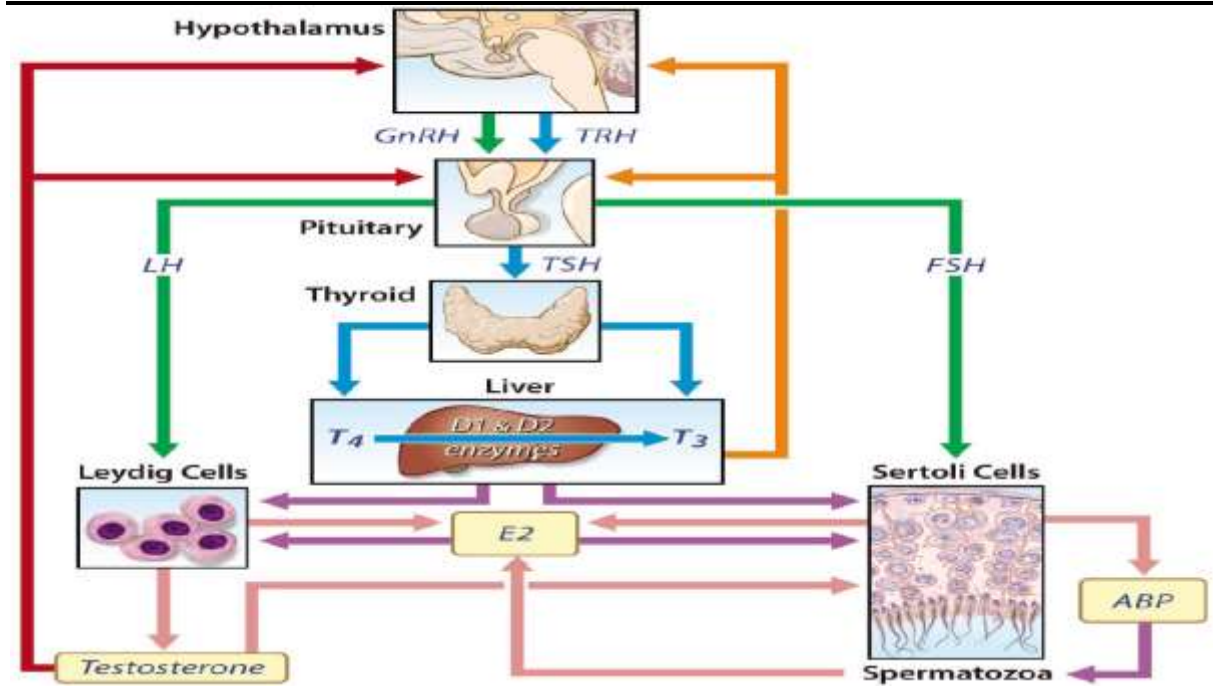 Hypothalamus
GnRH
TRH
Pituitary
LH
TSH
FSH
Thyroid
Liver
T4
D1 & D2
enzymes
T3
Leydig Cells
Sertoli Cells
E2
ABP
Testosterone
Spermatozoa